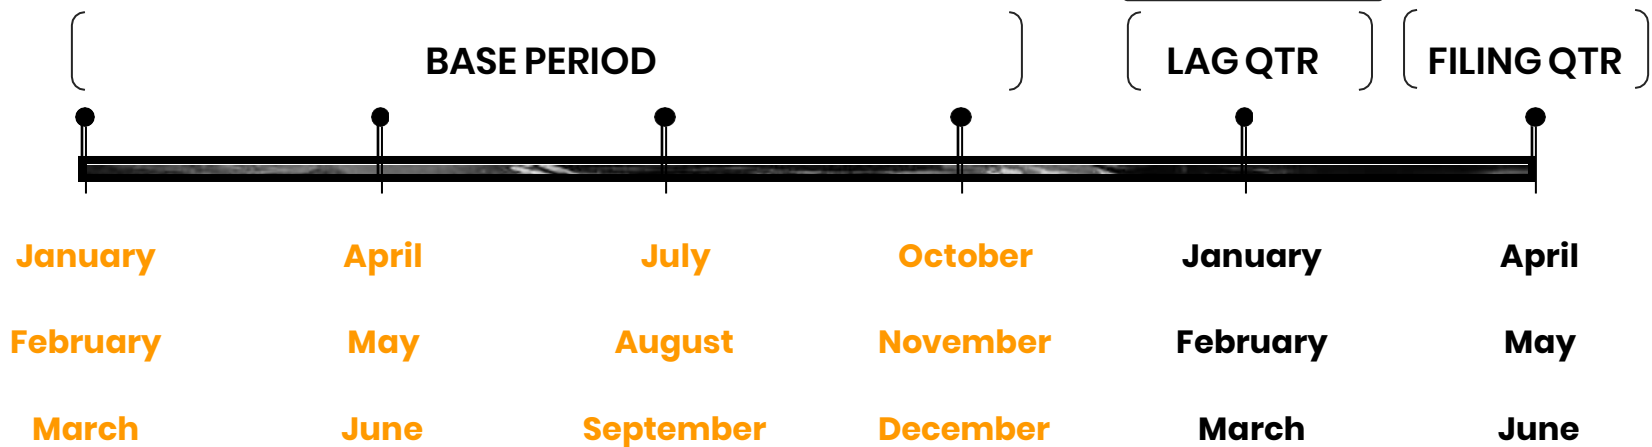 BASE PERIOD LAG QTR FILING QTR
January April July October January April
February May August November February May
March June September December March June